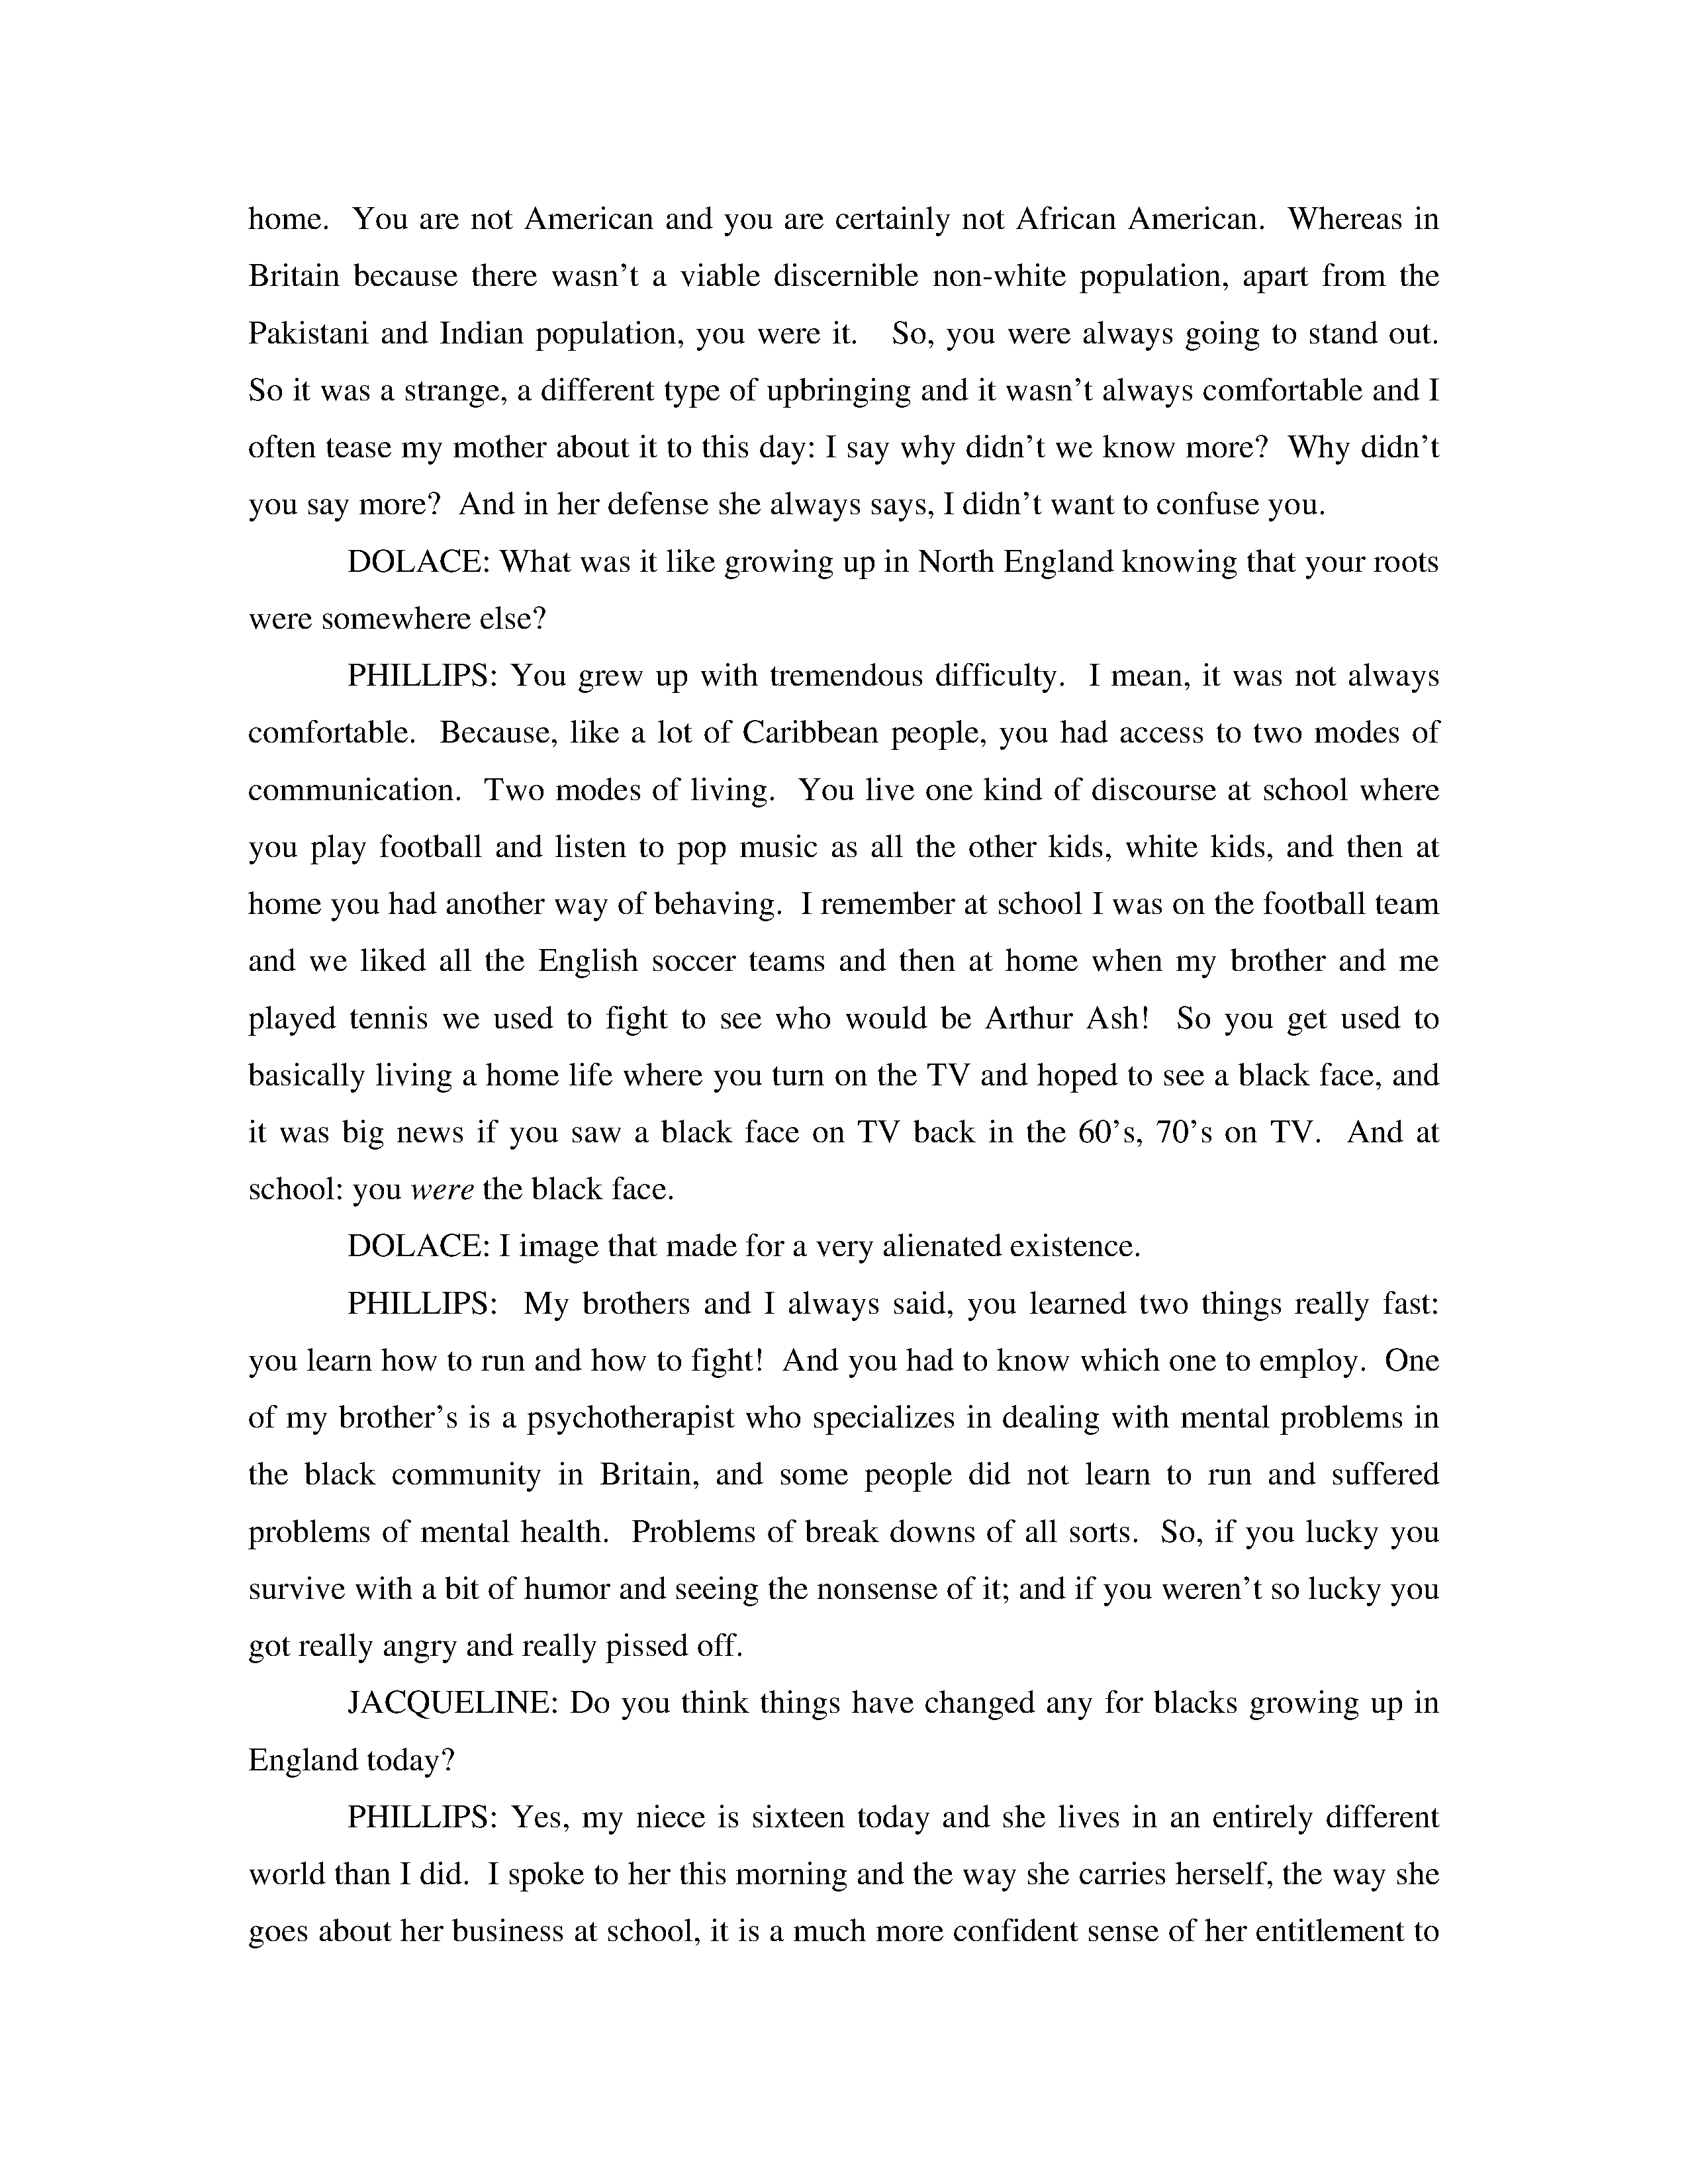 home.  You are not American and you are certainly not African American.  Whereas in
Britain because there wasn't a viable discernible non-white population, apart from the
Pakistani and Indian population, you were it.   So, you were always going to stand out.
So it was a strange, a different type of upbringing and it wasn't always comfortable and I
often tease my mother about it to this day: I say why didn't we know more?  Why didn't
you say more?  And in her defense she always says, I didn't want to confuse you.
DOLACE: What was it like growing up in North England knowing that your roots
were somewhere else?
PHILLIPS: You grew up with tremendous difficulty.  I mean, it was not always
comfortable.  Because, like a lot of Caribbean people, you had access to two modes of
communication.  Two modes of living.  You live one kind of discourse at school where
you play football and listen to pop music as all the other kids, white kids, and then at
home you had another way of behaving.  I remember at school I was on the football team
and we liked all the English soccer teams and then at home when my brother and me
played tennis we used to fight to see who would be Arthur Ash!  So you get used to
basically living a home life where you turn on the TV and hoped to see a black face, and
it was big news if you saw a black face on TV back in the 60's, 70's on TV.  And at
school: you were the black face.
DOLACE: I image that made for a very alienated existence.
PHILLIPS:  My brothers and I always said, you learned two things really fast:
you learn how to run and how to fight!  And you had to know which one to employ.  One
of my brother's is a psychotherapist who specializes in dealing with mental problems in
the black community in Britain, and some people did not learn to run and suffered
problems of mental health.  Problems of break downs of all sorts.  So, if you lucky you
survive with a bit of humor and seeing the nonsense of it; and if you weren't so lucky you
got really angry and really pissed off.
JACQUELINE: Do you think things have changed any for blacks growing up in
England today?
PHILLIPS: Yes, my niece is sixteen today and she lives in an entirely different
world than I did.  I spoke to her this morning and the way she carries herself, the way she
goes about her business at school, it is a much more confident sense of her entitlement to